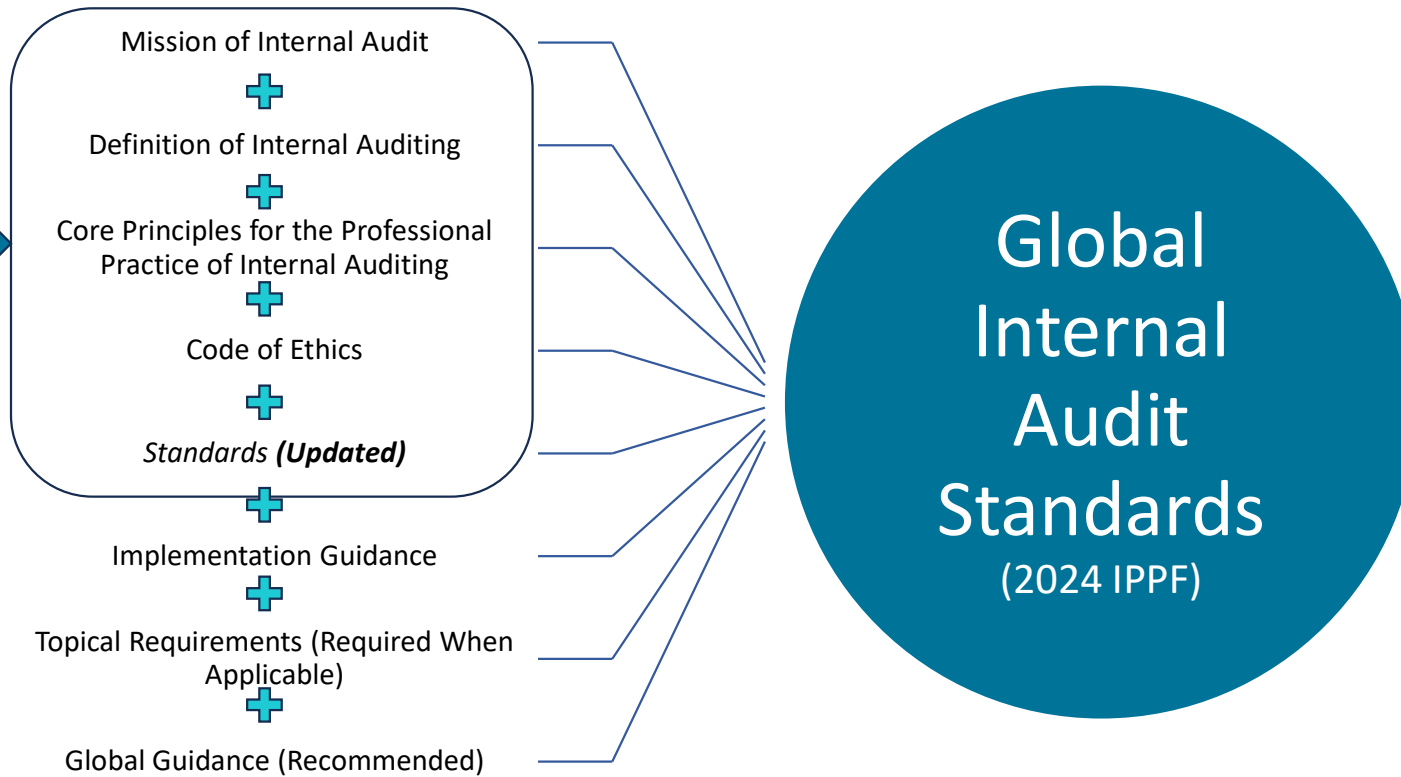 Mission of Internal Audit
Definition of Internal Auditing
Core Principles for the Professional
Practice of Internal Auditing
Code of Ethics
Standards (Updated)
Implementation Guidance
Topical Requirements (Required When
Applicable)
Global Guidance (Recommended)
Global
Internal
Audit
Standards
(2024 IPPF)